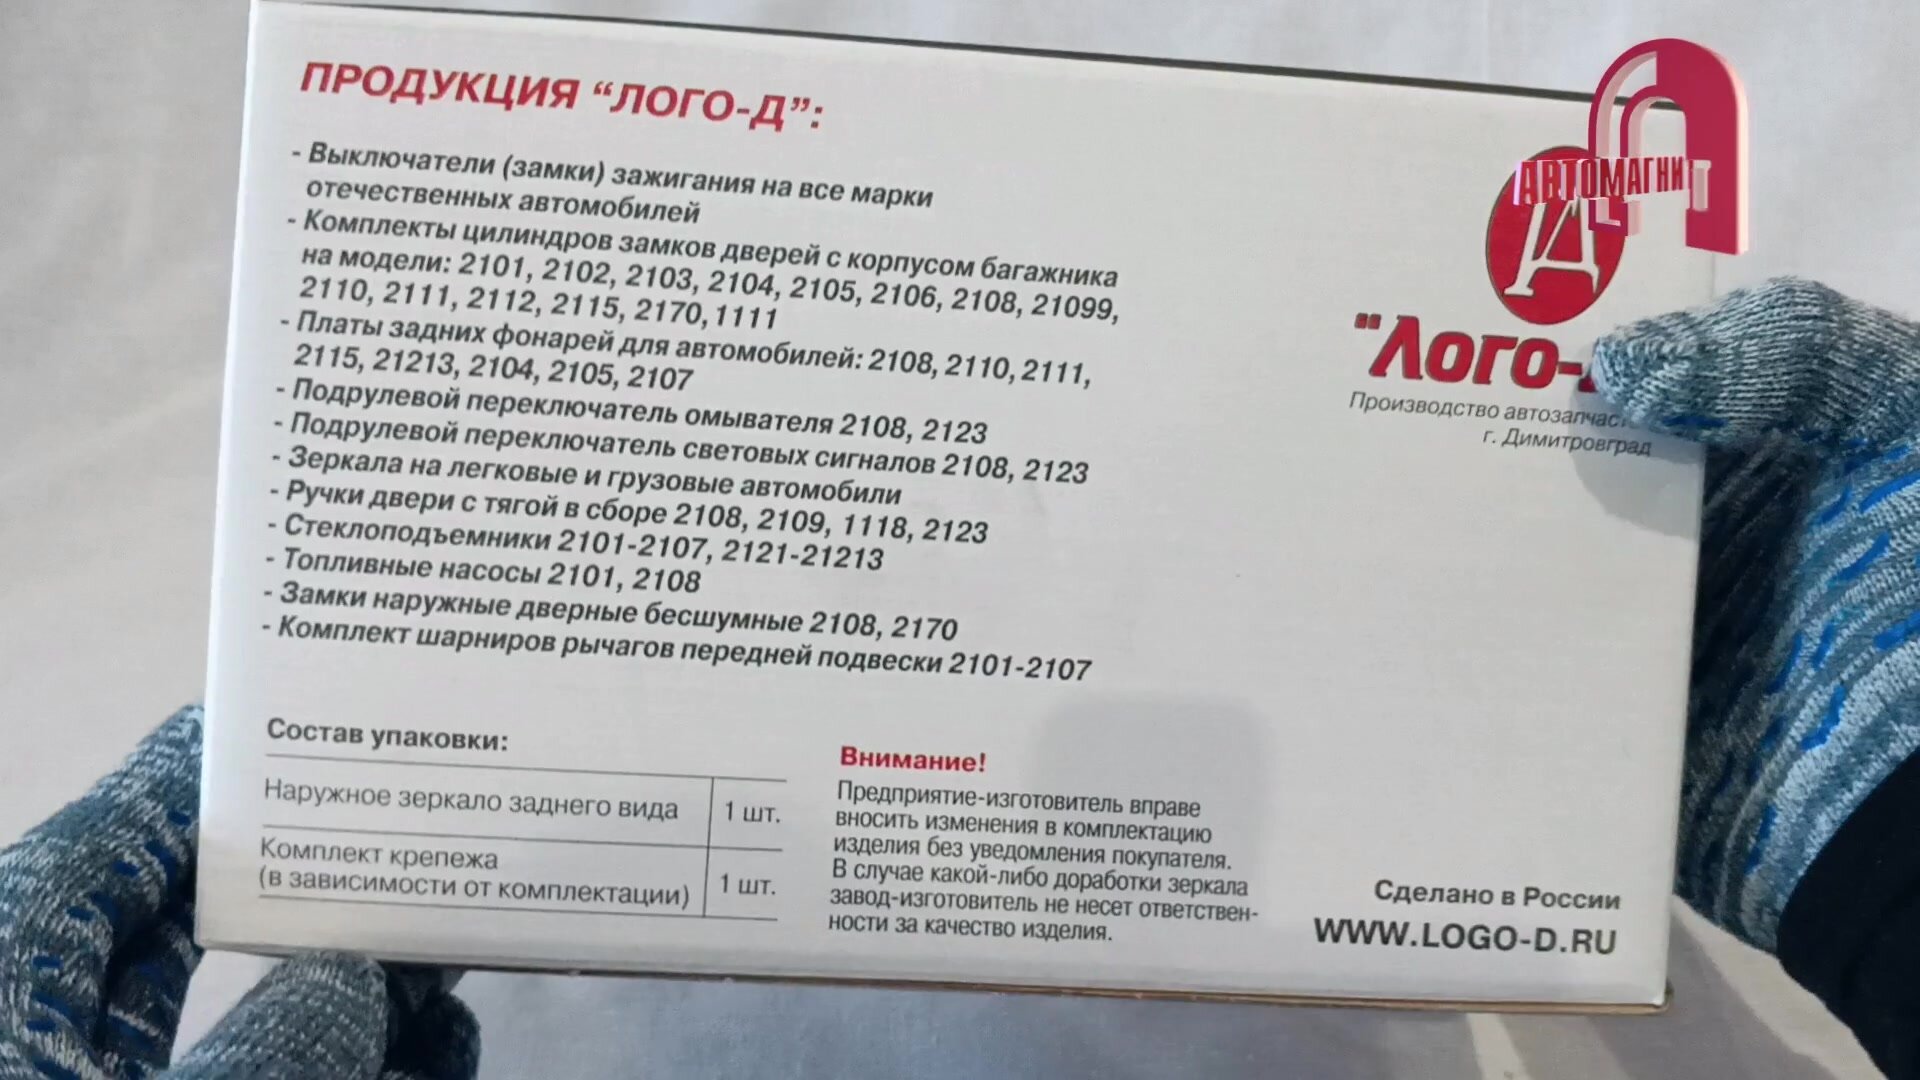 ПРОДУКЦИЯ “ЛОГО-Д”:
- Выключатели (замки) зажигания на все марки
отечественных автомобилей
- Комплекты цилиндров замков дверей с корпусом багажника
на модели: 2101, 2102, 2103, 2104, 2105, 2106, 2108, 21099,
2110, 2111, 2112, 2115, 2170, 1111
- Платы задних фонарей для автомобилей: 2108, 2110, 2111,
2115, 21213, 2104, 2105, 2107
- Подрулевой переключатель омывателя 2108, 2123
- Подрулевой переключатель световых сигналов 2108, 2123
- Зеркала на легковые и грузовые автомобили
- Ручки двери с тягой в сборе 2108, 2109, 1118, 2123
- Стеклоподъемники 2101-2107, 2121-21213
- Топливные насосы 2101, 2108
- Замки наружные дверные бесшумные 2108, 2170
- Комплект шарниров рычагов передней подвески 2101-2107
АВТОМАГНИТ
"Лого-
Производство автозапчаст
г. Димитровград
Состав упаковки:
Наружное зеркало заднего вида 1 шт.
Комплект крепежа
(в зависимости от комплектации) 1 шт.
Внимание!
Предприятие-изготовитель вправе
вносить изменения в комплектацию
изделия без уведомления покупателя.
В случае какой-либо доработки зеркала
завод-изготовитель не несет ответствен-
ности за качество изделия.
Сделано в России
WWW.LOGO-D.RU